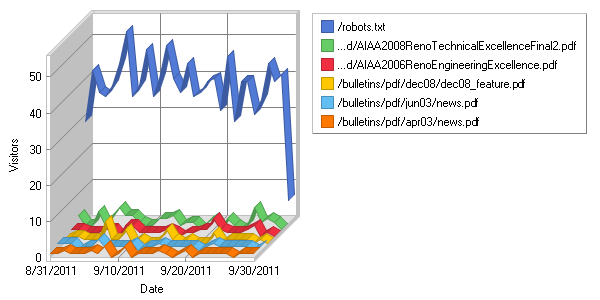 /robots.txt
...d/AIAA2008RenoTechnicalExcellenceFinal2.pdf
...d/AIAA2006RenoEngineeringExcellence.pdf
/bulletins/pdf/dec08/dec08_feature.pdf
/bulletins/pdf/jun03/news.pdf
/bulletins/pdf/apr03/news.pdf
Visitors
50
40
30
20
10
0
8/31/2011 9/10/2011 9/20/2011 9/30/2011
Date